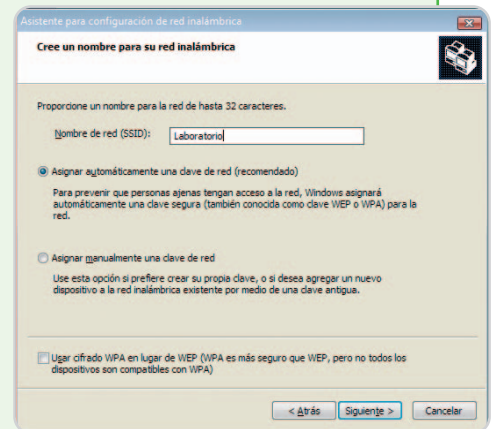 Asistente para configuración de red inalámbrica
Cree un nombre para su red inalámbrica
Proporcione un nombre para la red de hasta 32 caracteres.
Nombre de red (SSID): Laboratorio
Asignar automáticamente una clave de red (recomendado)
Para prevenir que personas ajenas tengan acceso a la red, Windows asignará
automáticamente una clave segura (también conocida como clave WEP o WPA) para la
red.
Asignar manualmente una clave de red
Use esta opción si prefiere crear su propia clave, o si desea agregar un nuevo
dispositivo a la red inalámbrica existente por medio de una clave antigua.
Usar cifrado WPA en lugar de WEP (WPA es más seguro que WEP, pero no todos los
dispositivos son compatibles con WPA)
< Atrás Siguiente > Cancelar